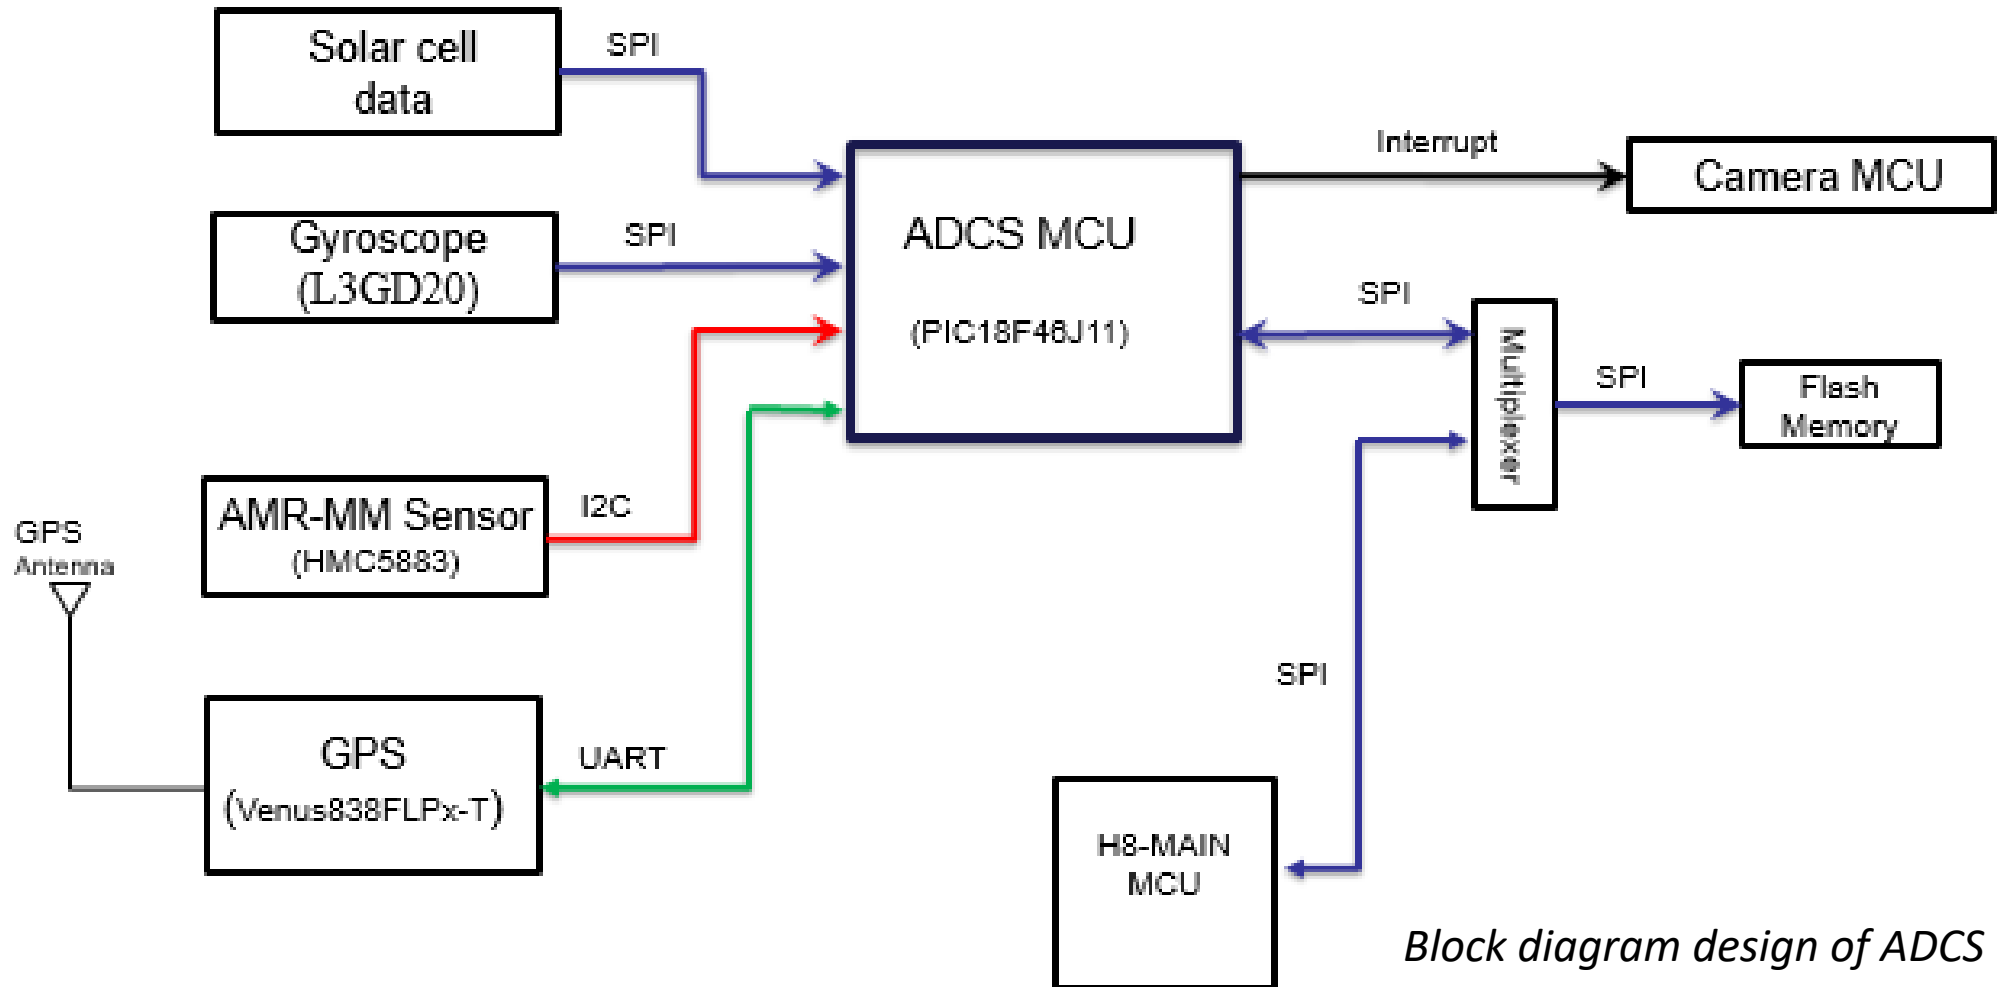 Solar cell
data
SPI
Gyroscope
(L3GD20)
SPI
AMR-MM Sensor
(HMC5883)
I2C
GPS
Antenna
GPS
(Venus838FLPx-T)
UART
ADCS MCU
(PIC18F46J11)
Interrupt
Camera MCU
SPI
Multiplexer
SPI
Flash
Memory
SPI
H8-MAIN
MCU
Block diagram design of ADCS